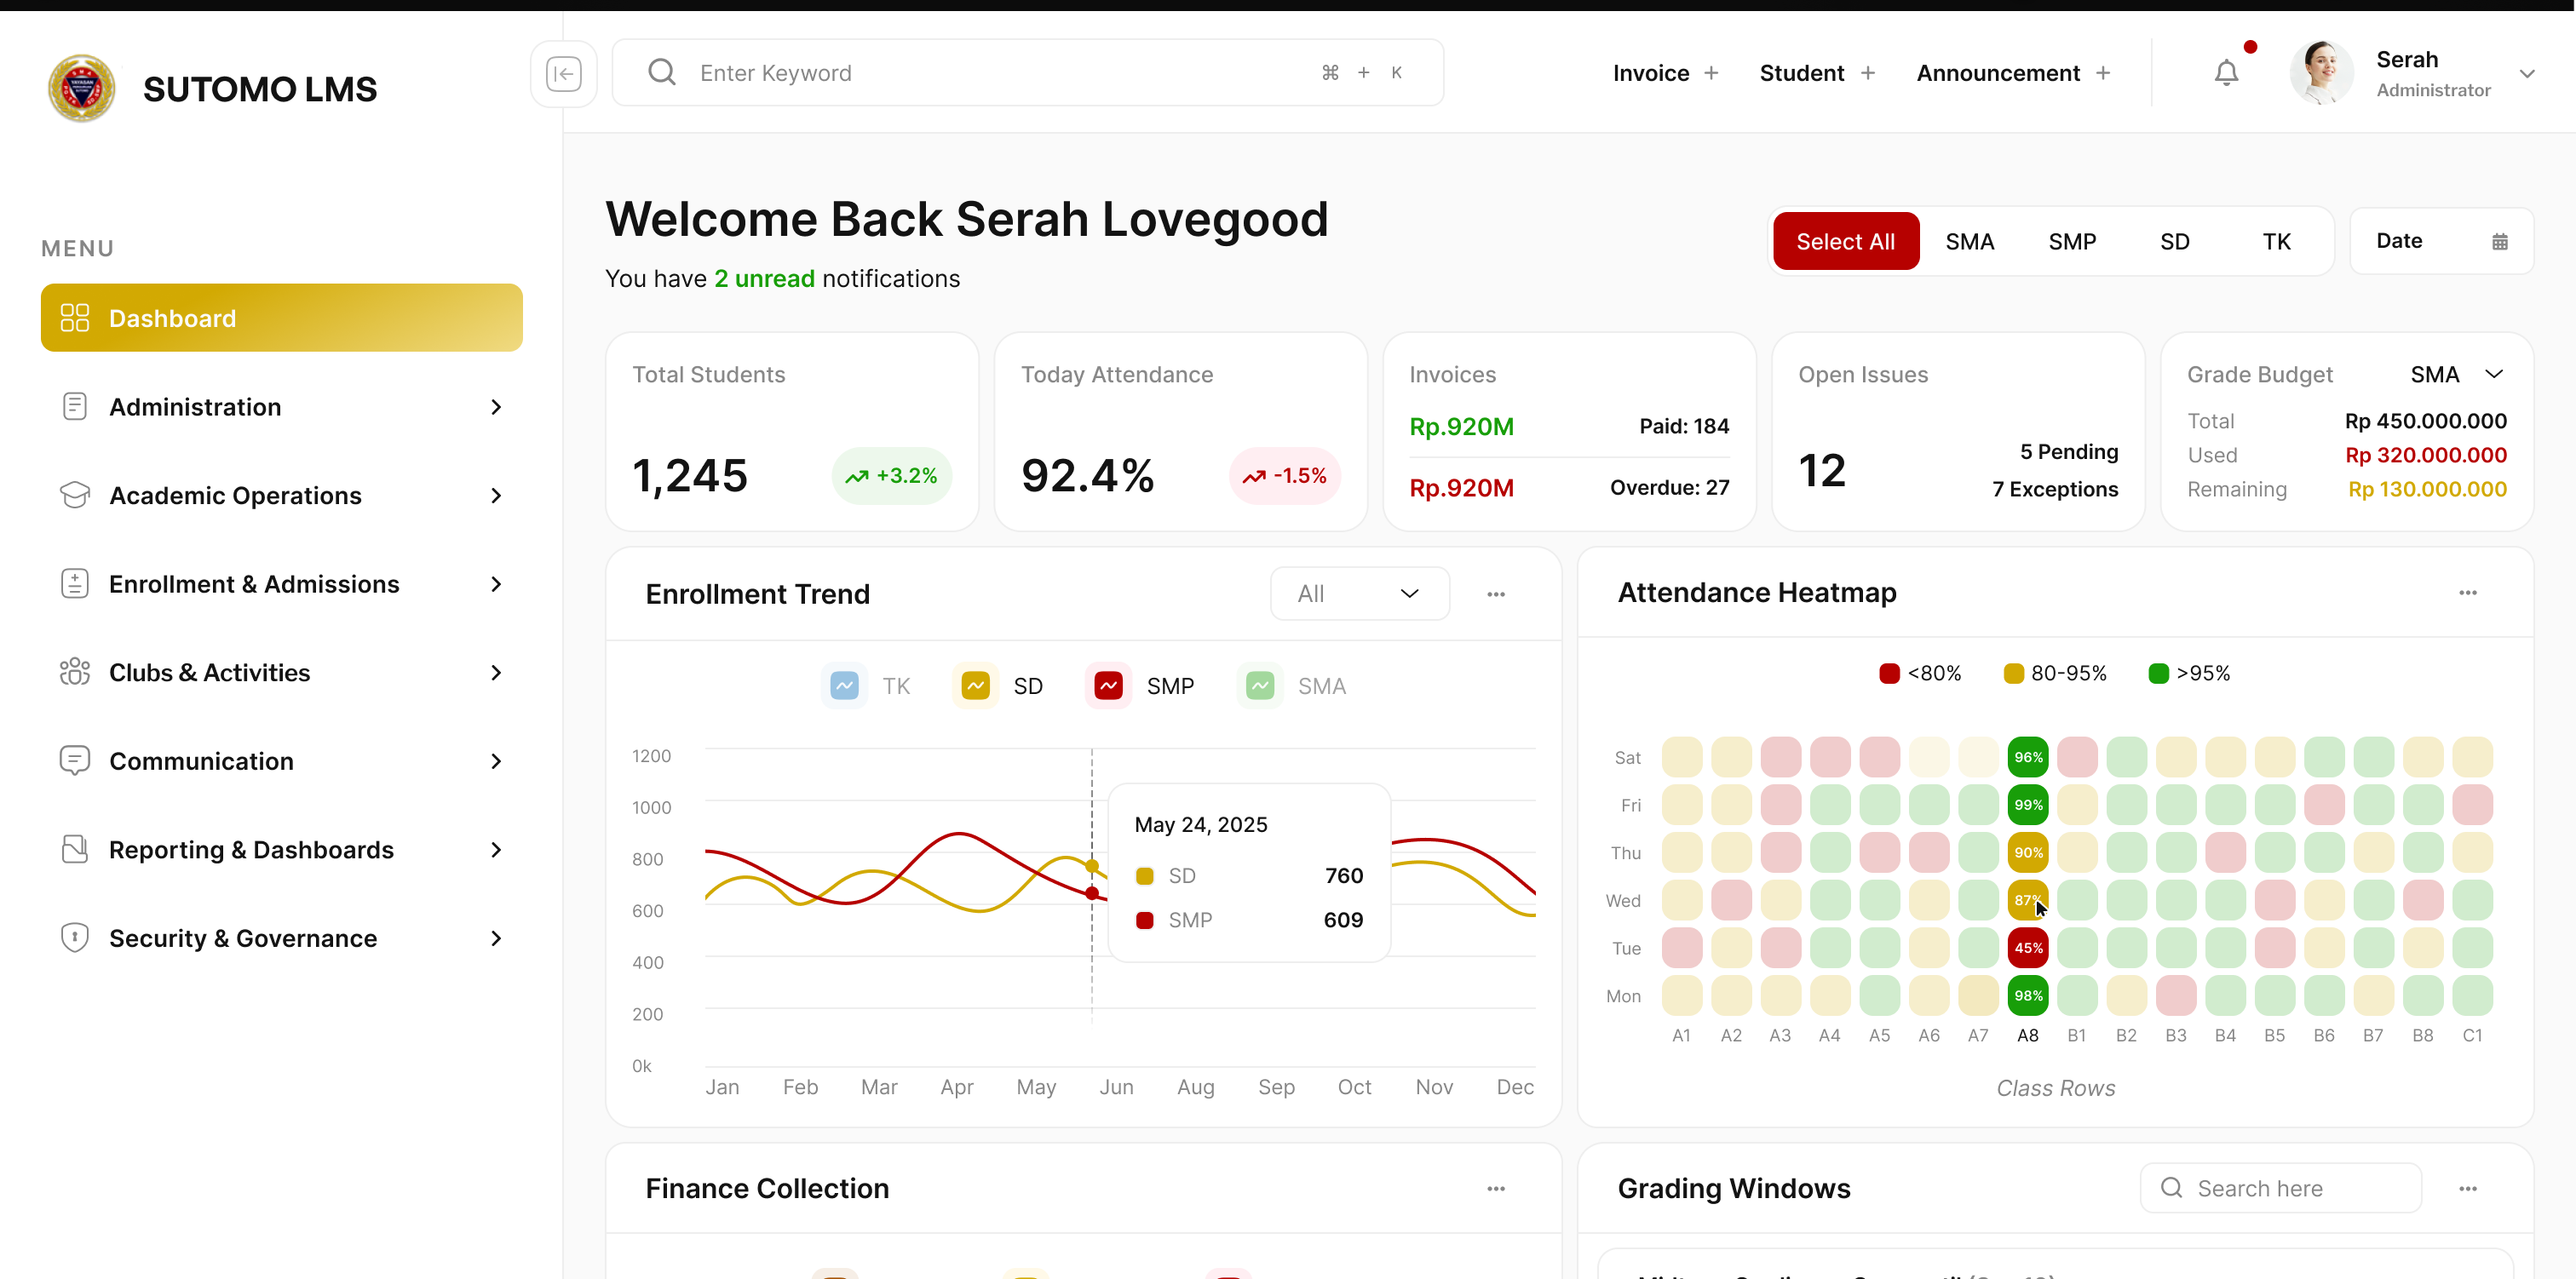 SUTOMO LMS
Enter Keyword ⌘ + K
Invoice + Student + Announcement +
Serah
Administrator
MENU
Dashboard
Administration
Academic Operations
Enrollment & Admissions
Clubs & Activities
Communication
Reporting & Dashboards
Security & Governance
Welcome Back Serah Lovegood
You have 2 unread notifications
Select All SMA SMP SD TK
Date
Total Students
1,245 +3.2%
Today Attendance
92.4% -1.5%
Invoices
Rp.920M Paid: 184
Rp.920M Overdue: 27
Open Issues
12
5 Pending
7 Exceptions
Grade Budget SMA
Total Rp 450.000.000
Used Rp 320.000.000
Remaining Rp 130.000.000
Enrollment Trend All
TK SD SMP SMA
1200
1000
800
600
400
200
0k
May 24, 2025
SD 760
SMP 609
Jan Feb Mar Apr May Jun Aug Sep Oct Nov Dec
Attendance Heatmap
<80% 80-95% >95%
Sat 96%
Fri 99%
Thu 90%
Wed 87%
Tue 45%
Mon 98%
A1 A2 A3 A4 A5 A6 A7 A8 B1 B2 B3 B4 B5 B6 B7 B8 C1
Class Rows
Finance Collection
Grading Windows
Search here